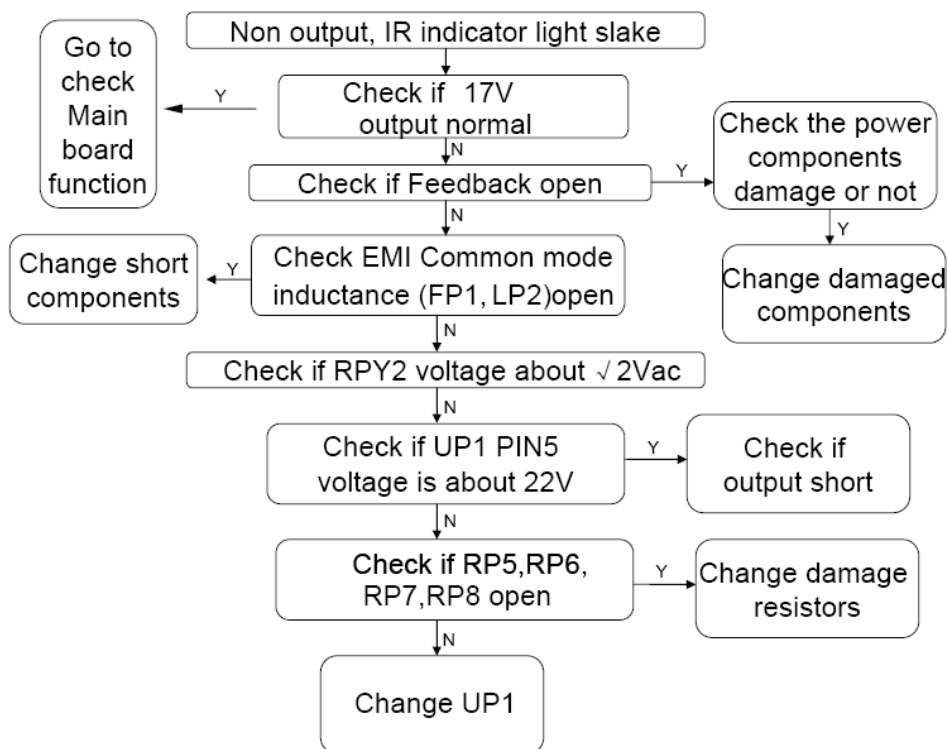 Non output, IR indicator light slake
Go to
check
Main
board
function
Y
Check if 17V
output normal
N
Check if Feedback open
Y
Check the power
components
damage or not
Y
Change damaged
components
N
Check EMI Common mode
inductance (FP1, LP2)open
Y
Change short
components
N
Check if RPY2 voltage about √2Vac
N
Check if UP1 PIN5
voltage is about 22V
Y
Check if
output short
N
Check if RP5,RP6,
RP7,RP8 open
Y
Change damage
resistors
N
Change UP1